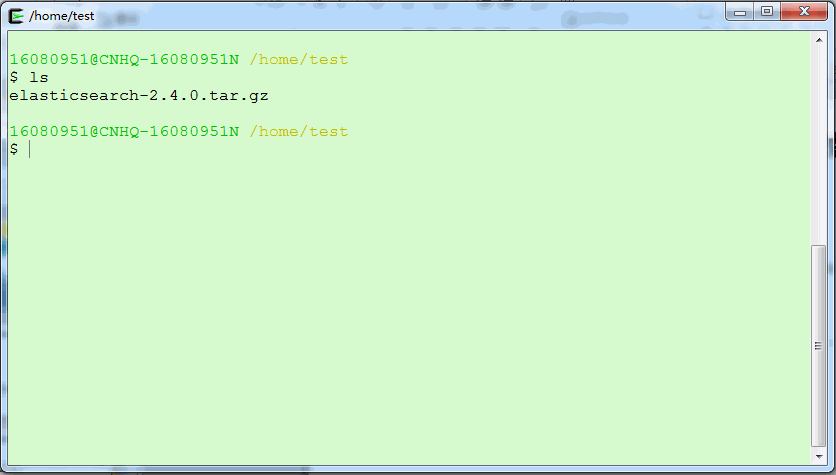 /home/test
16080951@CNHQ-16080951N /home/test
$ ls
elasticsearch-2.4.0.tar.gz
16080951@CNHQ-16080951N /home/test
$